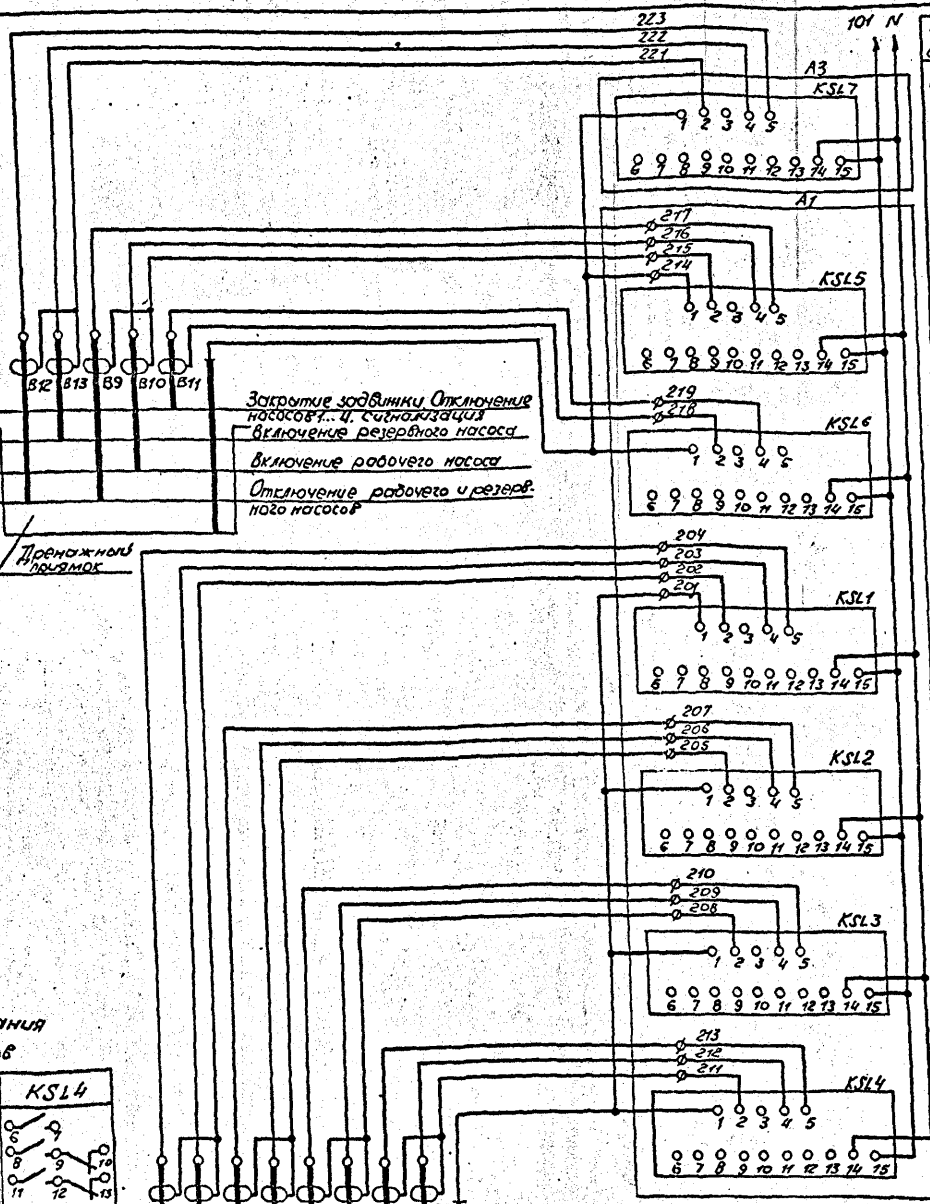 223
222
221
101 N
A3
KSL7
1 2 3 4 5
6 7 8 9 10 11 12 13 14 15
A1
217
216
215
214
KSL5
1 2 3 4 5
6 7 8 9 10 11 12 13 14 15
B12 B13 B9 B10 B11
Закрытие задвижки. Отключение
насосов 1...4. Сигнализация
Включение резервного насоса
Включение рабочего насоса
Отключение рабочего и резерв-
ного насосов
Дренажный
приямок
219
218
KSL6
1 2 3 4 5
6 7 8 9 10 11 12 13 14 15
204
203
202
201
KSL1
1 2 3 4 5
6 7 8 9 10 11 12 13 14 15
207
206
205
KSL2
1 2 3 4 5
6 7 8 9 10 11 12 13 14 15
210
209
208
KSL3
1 2 3 4 5
6 7 8 9 10 11 12 13 14 15
213
212
211
KSL4
1 2 3 4 5
6 7 8 9 10 11 12 13 14 15
ания
ов
KSL4
6 7
8 9 10
11 12 13